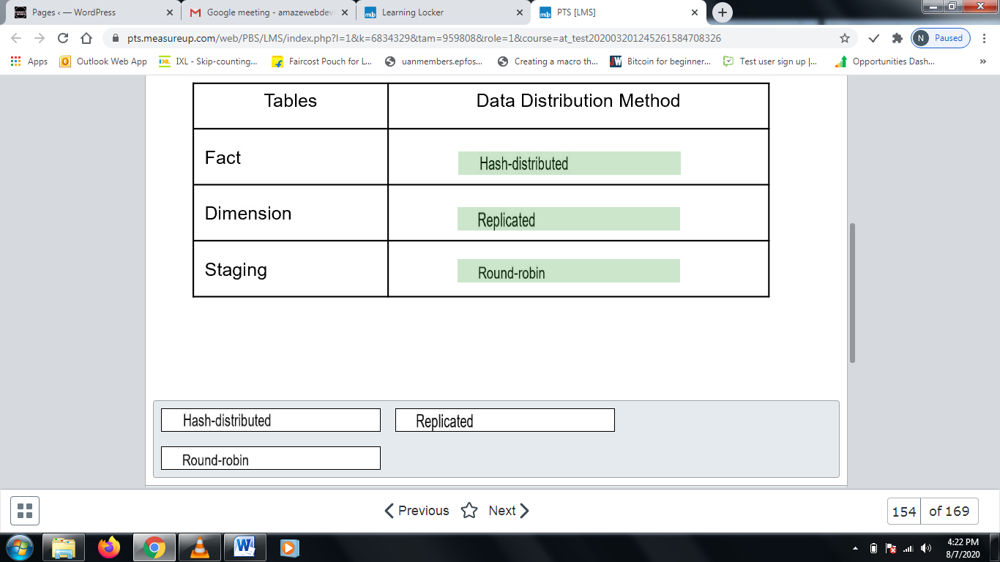 Pages ‹ — WordPress
Google meeting - amazewebdev
Learning Locker
PTS [LMS]
pts.measureup.com/web/PBS/LMS/index.php?l=1&k=6834329&tam=959808&role=1&course=at_test202003201245261584708326
N Paused
Apps
Outlook Web App
IXL - Skip-counting...
Faircost Pouch for L...
uanmembers.epfos...
Creating a macro th...
Bitcoin for beginner...
Test user sign up |...
Opportunities Dash...
»
Tables Data Distribution Method
Fact Hash-distributed
Dimension Replicated
Staging Round-robin
Hash-distributed Replicated
Round-robin
Previous Next 154 of 169
4:22 PM
8/7/2020